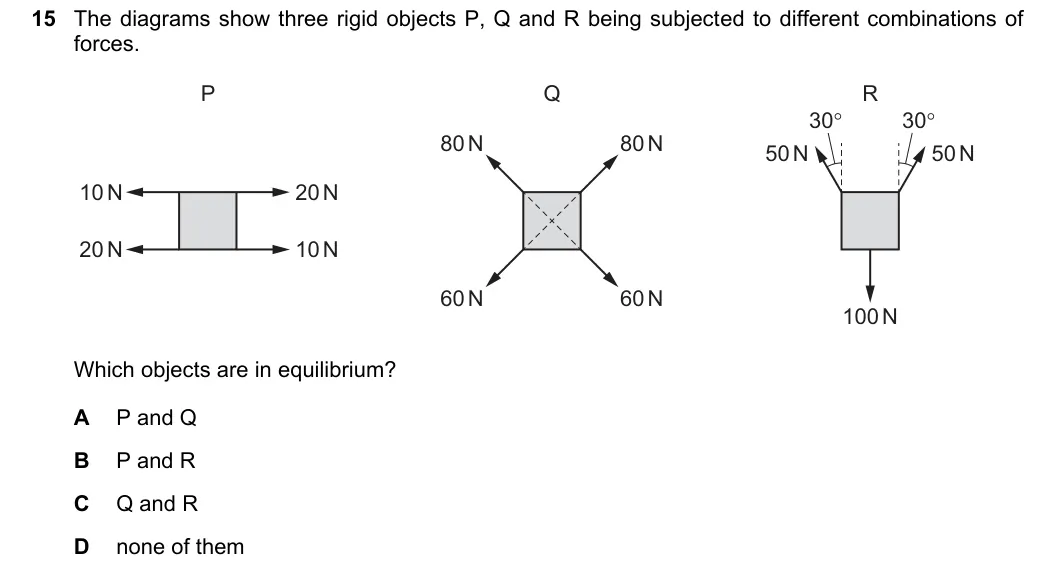 15 The diagrams show three rigid objects P, Q and R being subjected to different combinations of
forces.
P
Q
R
30°
30°
80 N
80 N
50 N
50 N
10 N
20 N
20 N
10 N
60 N
60 N
100 N
Which objects are in equilibrium?
A P and Q
B P and R
C Q and R
D none of them